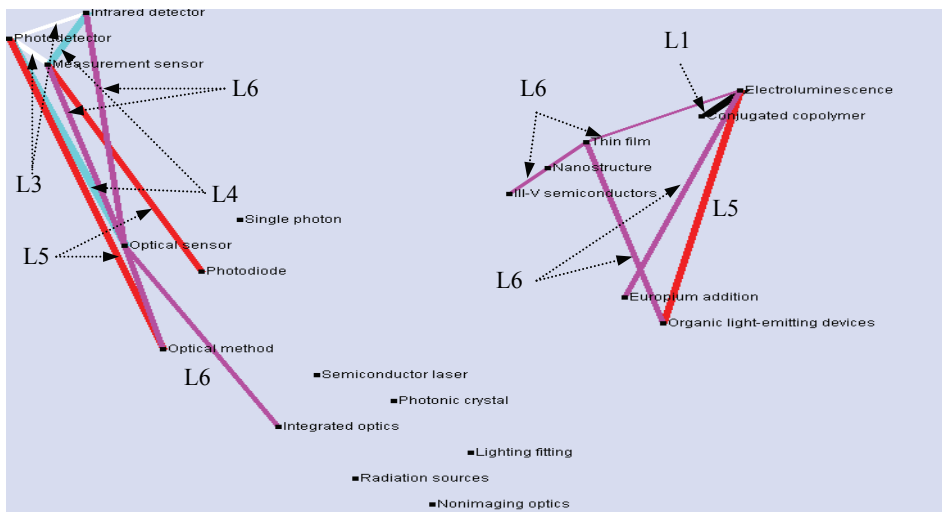 Infrared detector
Photodetector
L1
Measurement sensor
L6
Electroluminescence
L6
Conjugated copolymer
Thin film
Nanostructure
L3
L4
III-V semiconductors
L5
Single photon
L5
Optical sensor
Photodiode
L6
Europium addition
Organic light-emitting devices
Optical method
L6
Semiconductor laser
Photonic crystal
Integrated optics
Lighting fitting
Radiation sources
Nonimaging optics